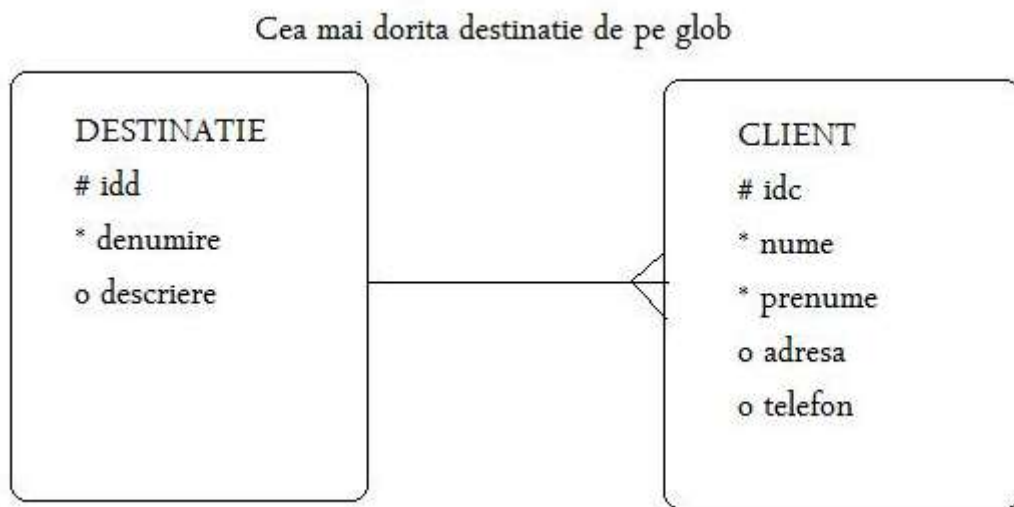 Cea mai dorita destinatie de pe glob
DESTINATIE
# idd
* denumire
o descriere
CLIENT
# idc
* nume
* prenume
o adresa
o telefon